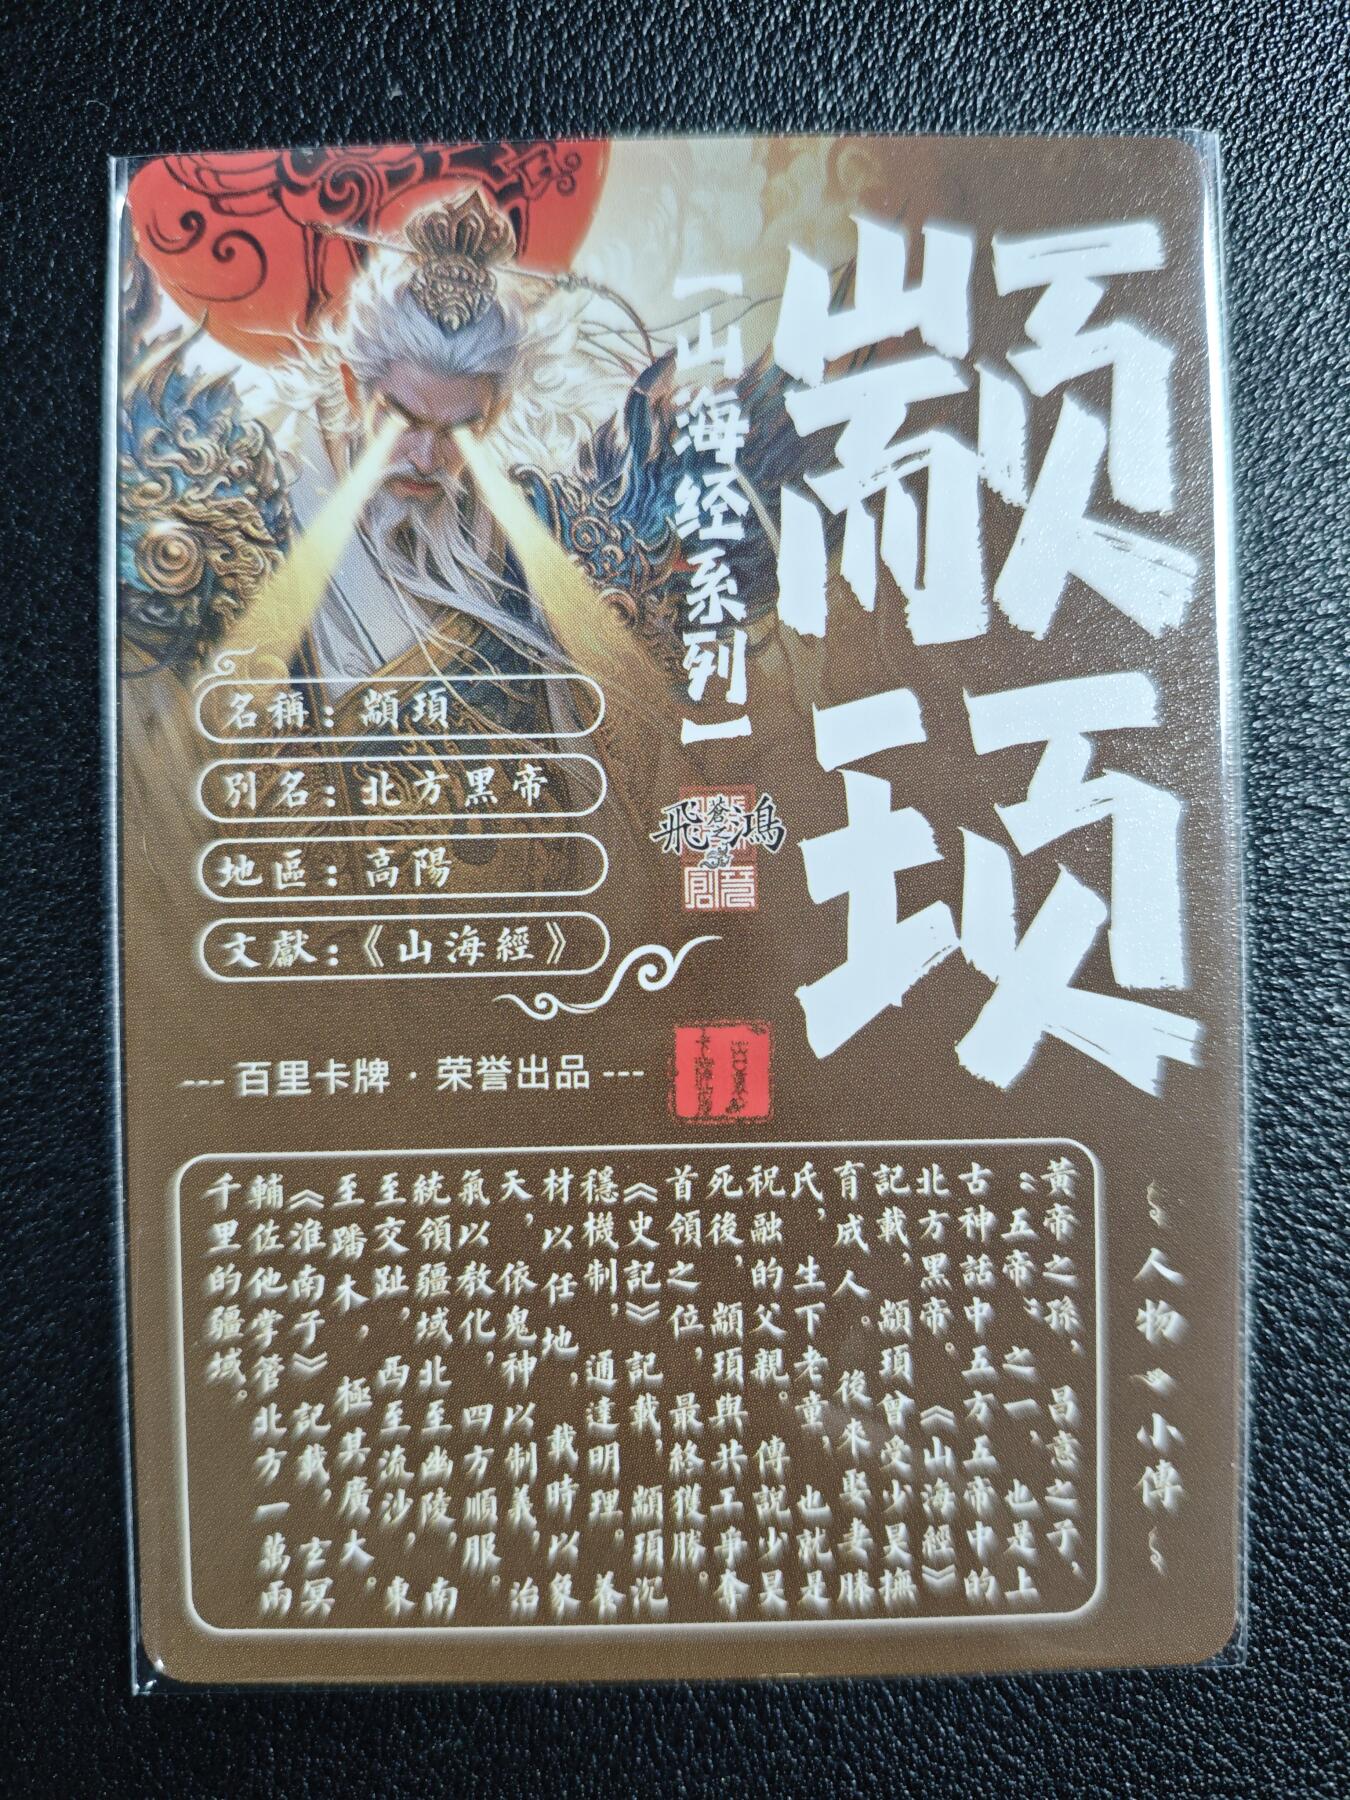 顓頊
一山海经系列一
飛蒼之鴻
名稱：顓頊
別名：北方黑帝
地區：高陽
文獻：《山海經》
--- 百里卡牌 · 荣誉出品 ---
人物小傳
黃帝之孫，昌意之子，
“五帝”之一，也是上
古神話中五方五帝中的
北方黑帝。《山海經》
記載，顓頊曾受少昊撫
育成人。後來娶妻滕
氏，生下老童，也就是
祝融的父親。傳說少昊
死後，顓頊與共工爭奪
首領之位，最終獲勝。
《史記》記載，顓頊沉
穩機制，通達明理。養
材以任地，載時以象
天，依鬼神以制義，治
氣以教化，四方順服。
統領疆域北至幽陵，南
至交趾，西至流沙，東
至蟠木，極其廣大。
《淮南子》記載，玄冥
輔佐他掌管北方一萬兩
千里的疆域。